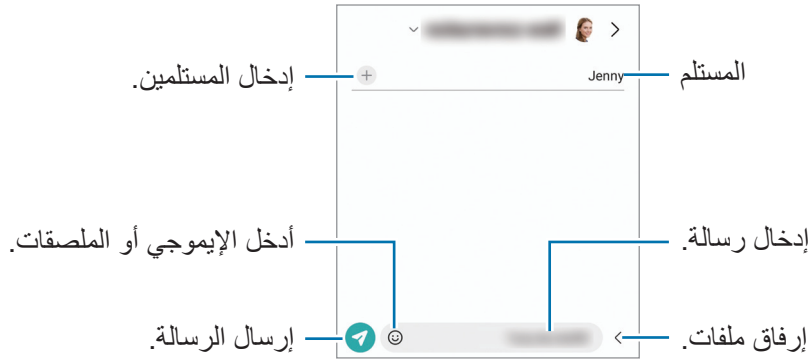 المستلم
Jenny
إدخال المستلمين.
إدخال رسالة.
أدخل الإيموجي أو الملصقات.
إرفاق ملفات.
إرسال الرسالة.